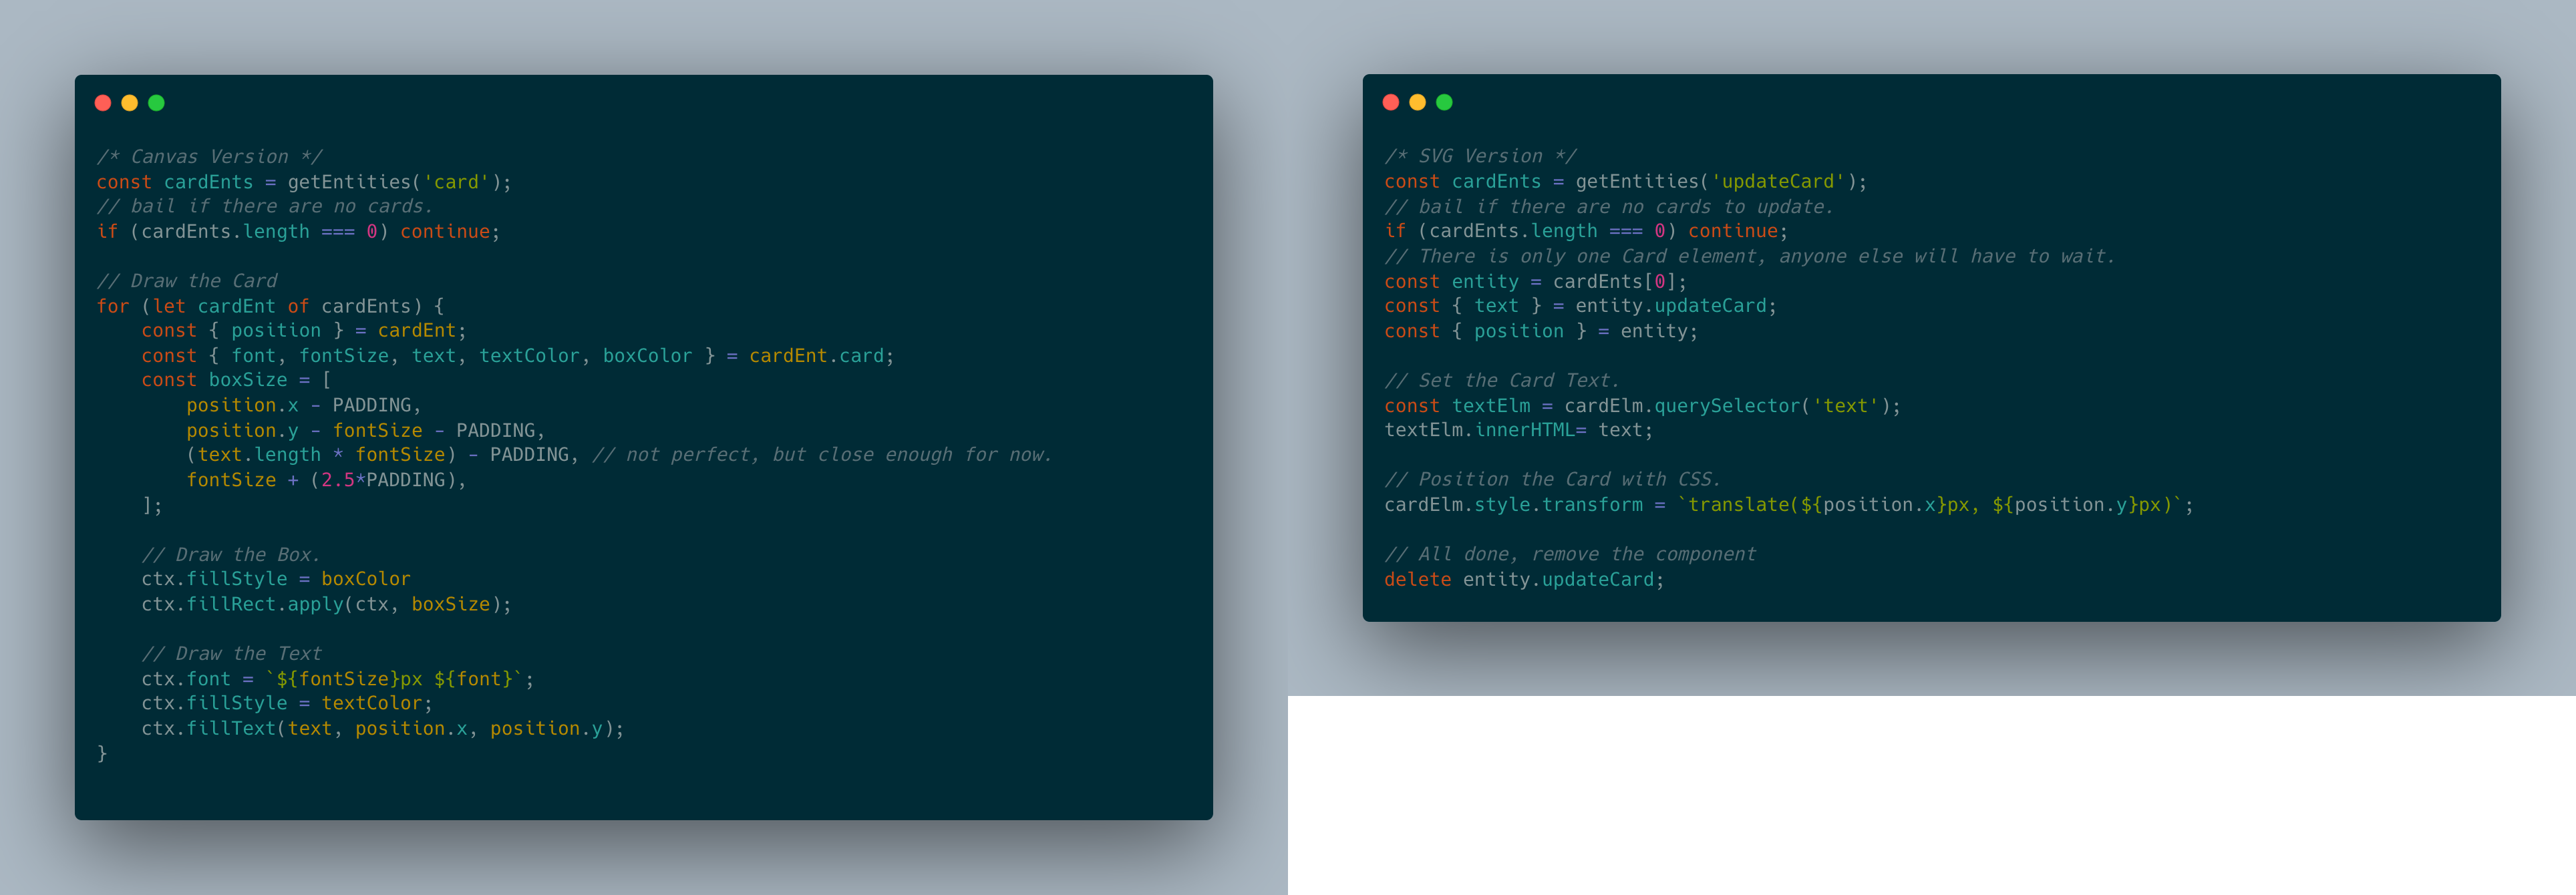 /* Canvas Version */
const cardEnts = getEntities('card');
// bail if there are no cards.
if (cardEnts.length === 0) continue;

// Draw the Card
for (let cardEnt of cardEnts) {
    const { position } = cardEnt;
    const { font, fontSize, text, textColor, boxColor } = cardEnt.card;
    const boxSize = [
        position.x - PADDING,
        position.y - fontSize - PADDING,
        (text.length * fontSize) - PADDING, // not perfect, but close enough for now.
        fontSize + (2.5*PADDING),
    ];

    // Draw the Box.
    ctx.fillStyle = boxColor
    ctx.fillRect.apply(ctx, boxSize);

    // Draw the Text
    ctx.font = `${fontSize}px ${font}`;
    ctx.fillStyle = textColor;
    ctx.fillText(text, position.x, position.y);
}

/* SVG Version */
const cardEnts = getEntities('updateCard');
// bail if there are no cards to update.
if (cardEnts.length === 0) continue;
// There is only one Card element, anyone else will have to wait.
const entity = cardEnts[0];
const { text } = entity.updateCard;
const { position } = entity;

// Set the Card Text.
const textElm = cardElm.querySelector('text');
textElm.innerHTML= text;

// Position the Card with CSS.
cardElm.style.transform = `translate(${position.x}px, ${position.y}px)`;

// All done, remove the component
delete entity.updateCard;